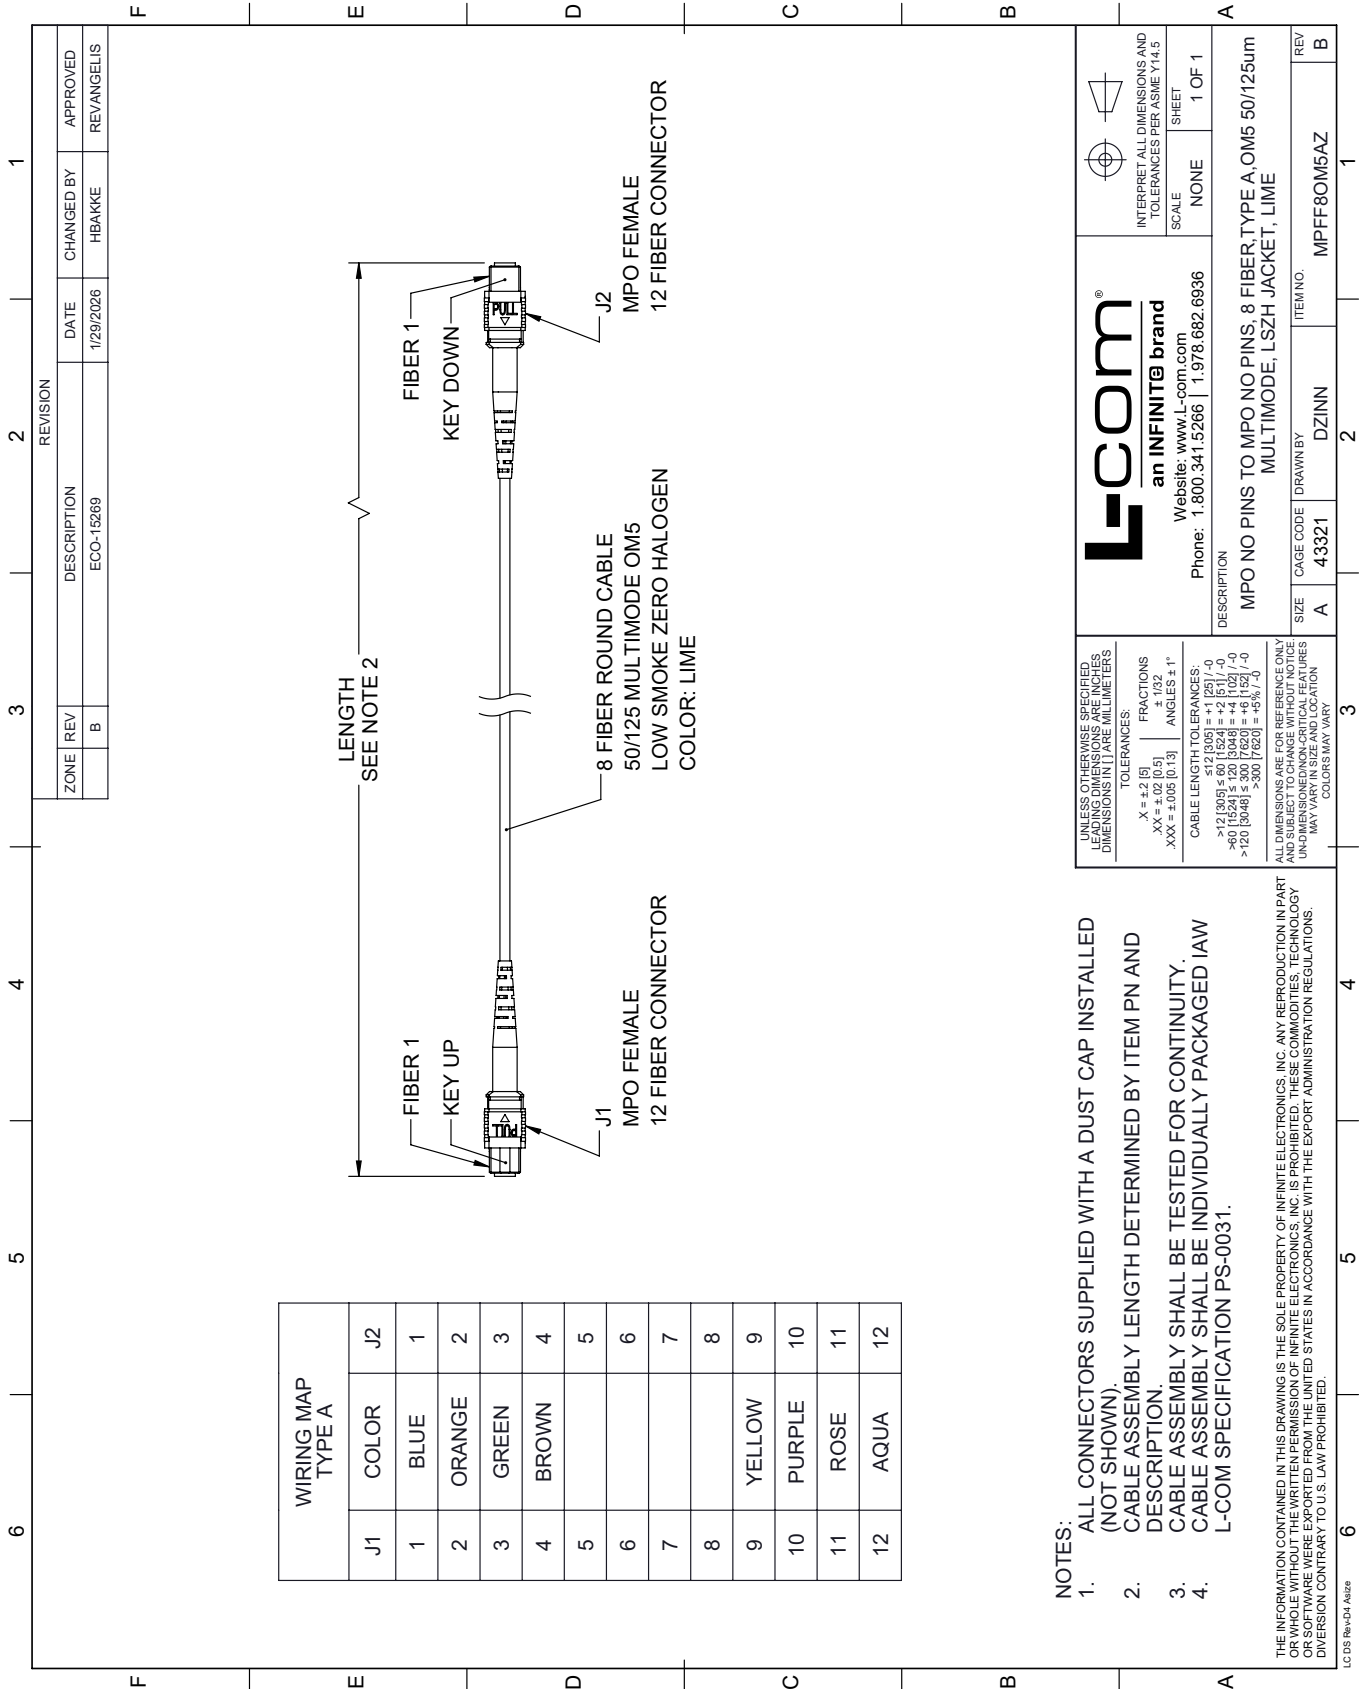 6
5
4
3
2
1
F
E
D
C
B
A
REVISION
ZONE REV DESCRIPTION DATE CHANGED BY APPROVED
B ECO-15269 1/29/2026 HBAKKE REVANGELIS
WIRING MAP
TYPE A
J1 COLOR J2
1 BLUE 1
2 ORANGE 2
3 GREEN 3
4 BROWN 4
5 5
6 6
7 7
8 8
9 YELLOW 9
10 PURPLE 10
11 ROSE 11
12 AQUA 12
LENGTH
SEE NOTE 2
FIBER 1
KEY UP
PULL
J1
MPO FEMALE
12 FIBER CONNECTOR
8 FIBER ROUND CABLE
50/125 MULTIMODE OM5
LOW SMOKE ZERO HALOGEN
COLOR: LIME
FIBER 1
KEY DOWN
PULL
J2
MPO FEMALE
12 FIBER CONNECTOR
NOTES:
1. ALL CONNECTORS SUPPLIED WITH A DUST CAP INSTALLED
(NOT SHOWN).
2. CABLE ASSEMBLY LENGTH DETERMINED BY ITEM PN AND
DESCRIPTION.
3. CABLE ASSEMBLY SHALL BE TESTED FOR CONTINUITY.
4. CABLE ASSEMBLY SHALL BE INDIVIDUALLY PACKAGED IAW
L-COM SPECIFICATION PS-0031.
THE INFORMATION CONTAINED IN THIS DRAWING IS THE SOLE PROPERTY OF INFINITE ELECTRONICS, INC. ANY REPRODUCTION IN PART
OR WHOLE WITHOUT THE WRITTEN PERMISSION OF INFINITE ELECTRONICS, INC. IS PROHIBITED. THESE COMMODITIES, TECHNOLOGY
OR SOFTWARE WERE EXPORTED FROM THE UNITED STATES IN ACCORDANCE WITH THE EXPORT ADMINISTRATION REGULATIONS.
DIVERSION CONTRARY TO U.S. LAW PROHIBITED.
UNLESS OTHERWISE SPECIFIED
LEADING DIMENSIONS ARE INCHES
DIMENSIONS IN [ ] ARE MILLIMETERS
TOLERANCES:
.X = ±.2 [5] FRACTIONS
.XX = ±.02 [0.5] ± 1/32
.XXX = ±.005 [0.13] ANGLES ± 1°
CABLE LENGTH TOLERANCES:
≤12 [305] = +1 [25] / -0
>12 [305] ≤ 60 [1524] = +2 [51] / -0
>60 [1524] ≤ 120 [3048] = +4 [102] / -0
>120 [3048] ≤ 300 [7620] = +6 [152] / -0
>300 [7620] = +5% / -0
ALL DIMENSIONS ARE FOR REFERENCE ONLY
AND SUBJECT TO CHANGE WITHOUT NOTICE.
UN-DIMENSIONED/NON-CRITICAL FEATURES
MAY VARY IN SIZE AND LOCATION
COLORS MAY VARY
L-com®
an INFINIT@ brand
Website: www.L-com.com
Phone: 1.800.341.5266 | 1.978.682.6936
INTERPRET ALL DIMENSIONS AND
TOLERANCES PER ASME Y14.5
SCALE SHEET
NONE 1 OF 1
DESCRIPTION
MPO NO PINS TO MPO NO PINS, 8 FIBER,TYPE A,OM5 50/125um
MULTIMODE, LSZH JACKET, LIME
SIZE CAGE CODE DRAWN BY ITEM NO. REV
A 43321 DZINN MPFF8OM5AZ B
LC DS Rev-D4 Asize
6
5
4
3
2
1
F
E
D
C
B
A